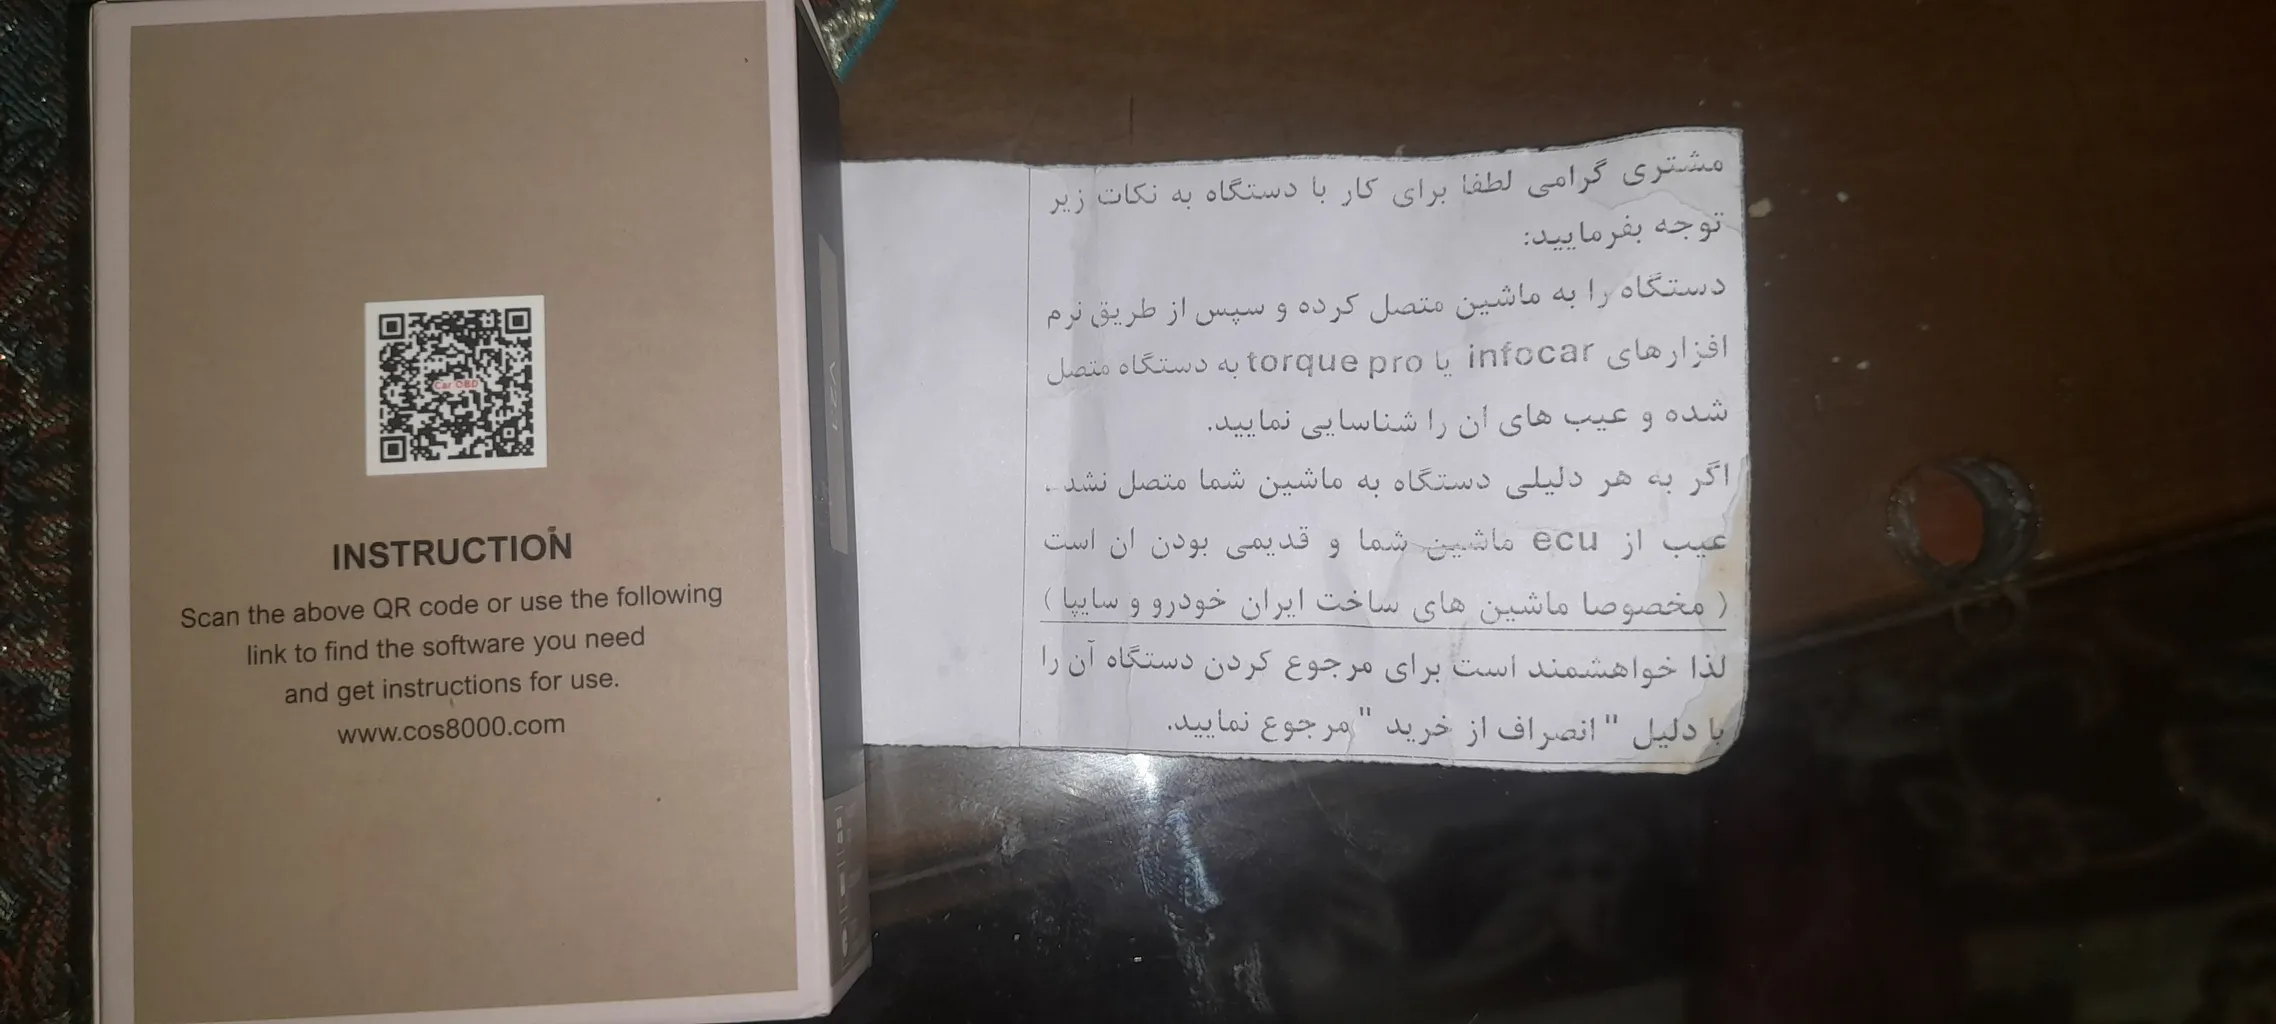 Car OBD
INSTRUCTION
Scan the above QR code or use the following
link to find the software you need
and get instructions for use.
www.cos8000.com
مشتری گرامی لطفا برای کار با دستگاه به نکات زیر
توجه بفرمایید:
دستگاه را به ماشین متصل کرده و سپس از طریق نرم
افزارهای infocar یا torque pro به دستگاه متصل
شده و عیب های ان را شناسایی نمایید.
اگر به هر دلیلی دستگاه به ماشین شما متصل نشد .
عیب از ecu ماشین شما و قدیمی بودن ان است
( مخصوصا ماشین های ساخت ایران خودرو و سایپا )
لذا خواهشمند است برای مرجوع کردن دستگاه آن را
با دلیل " انصراف از خرید " مرجوع نمایید.